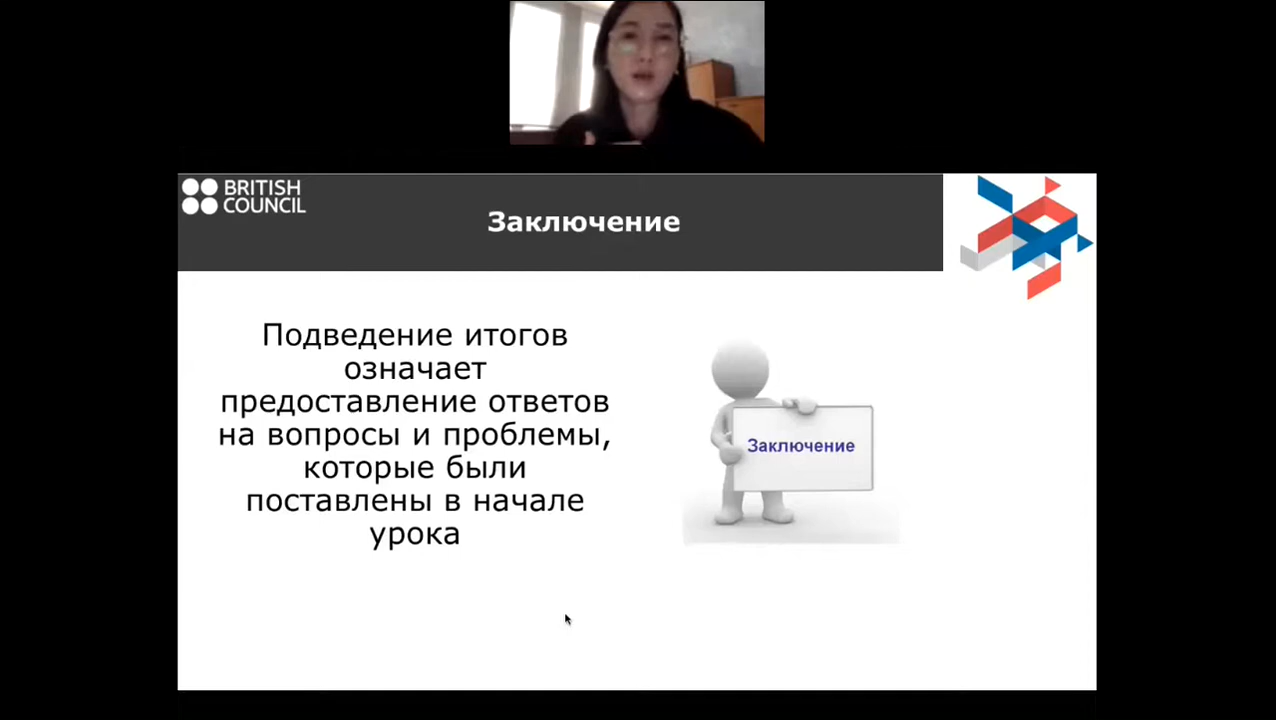 BRITISH
COUNCIL
Заключение
Подведение итогов
означает
предоставление ответов
на вопросы и проблемы,
которые были
поставлены в начале
урока
Заключение